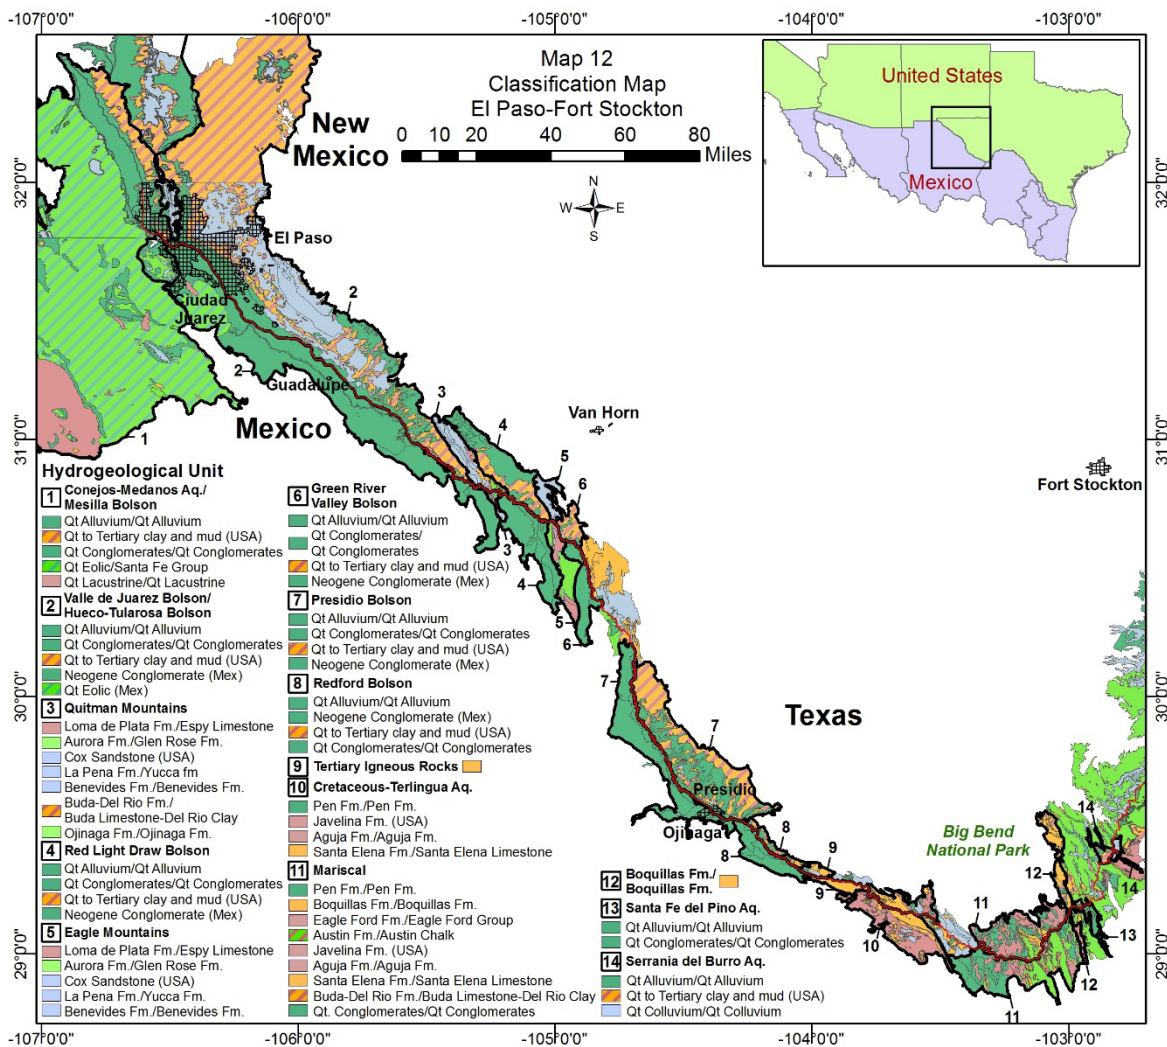 -107°0'0"
-106°0'0"
-105°0'0"
-104°0'0"
-103°0'0"
Map 12
Classification Map
El Paso-Fort Stockton
0 10 20 40 60 80
Miles
N
W E
S
United States
Mexico
New
Mexico
32°0'0"
32°0'0"
El Paso
Ciudad
Juarez
2
2
Guadalupe
3
4
Van Horn
Mexico
1
31°0'0"
31°0'0"
5
6
Fort Stockton
3
4
5
6
7
30°0'0"
30°0'0"
Texas
7
Presidio
Ojinaga
8
8
9
9
10
Big Bend
National Park
11
11
12
12
13
14
14
29°0'0"
29°0'0"
Hydrogeological Unit
1 Conejos-Medanos Aq./
Mesilla Bolson
Qt Alluvium/Qt Alluvium
Qt to Tertiary clay and mud (USA)
Qt Conglomerates/Qt Conglomerates
Qt Eolic/Santa Fe Group
Qt Lacustrine/Qt Lacustrine
2 Valle de Juarez Bolson/
Hueco-Tularosa Bolson
Qt Alluvium/Qt Alluvium
Qt Conglomerates/Qt Conglomerates
Qt to Tertiary clay and mud (USA)
Neogene Conglomerate (Mex)
Qt Eolic (Mex)
3 Quitman Mountains
Loma de Plata Fm./Espy Limestone
Aurora Fm./Glen Rose Fm.
Cox Sandstone (USA)
La Pena Fm./Yucca fm
Benevides Fm./Benevides Fm.
Buda-Del Rio Fm./
Buda Limestone-Del Rio Clay
Ojinaga Fm./Ojinaga Fm.
4 Red Light Draw Bolson
Qt Alluvium/Qt Alluvium
Qt Conglomerates/Qt Conglomerates
Qt to Tertiary clay and mud (USA)
Neogene Conglomerate (Mex)
5 Eagle Mountains
Loma de Plata Fm./Espy Limestone
Aurora Fm./Glen Rose Fm.
Cox Sandstone (USA)
La Pena Fm./Yucca Fm.
Benevides Fm./Benevides Fm.
6 Green River
Valley Bolson
Qt Alluvium/Qt Alluvium
Qt Conglomerates/
Qt Conglomerates
Qt to Tertiary clay and mud (USA)
Neogene Conglomerate (Mex)
7 Presidio Bolson
Qt Alluvium/Qt Alluvium
Qt Conglomerates/Qt Conglomerates
Qt to Tertiary clay and mud (USA)
Neogene Conglomerate (Mex)
8 Redford Bolson
Qt Alluvium/Qt Alluvium
Neogene Conglomerate (Mex)
Qt to Tertiary clay and mud (USA)
Qt Conglomerates/Qt Conglomerates
9 Tertiary Igneous Rocks
10 Cretaceous-Terlingua Aq.
Pen Fm./Pen Fm.
Javelina Fm. (USA)
Aguja Fm./Aguja Fm.
Santa Elena Fm./Santa Elena Limestone
11 Mariscal
Pen Fm./Pen Fm.
Boquillas Fm./Boquillas Fm.
Eagle Ford Fm./Eagle Ford Group
Austin Fm./Austin Chalk
Javelina Fm. (USA)
Aguja Fm./Aguja Fm.
Santa Elena Fm./Santa Elena Limestone
Buda-Del Rio Fm./Buda Limestone-Del Rio Clay
Qt. Conglomerates/Qt Conglomerates
12 Boquillas Fm./
Boquillas Fm.
13 Santa Fe del Pino Aq.
Qt Alluvium/Qt Alluvium
Qt Conglomerates/Qt Conglomerates
14 Serrania del Burro Aq.
Qt Alluvium/Qt Alluvium
Qt to Tertiary clay and mud (USA)
Qt Colluvium/Qt Colluvium
-107°0'0"
-106°0'0"
-105°0'0"
-104°0'0"
-103°0'0"